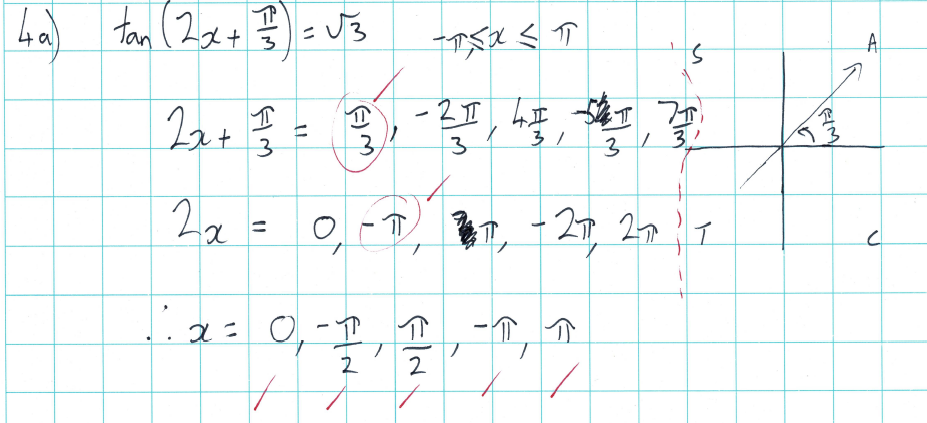 4a) tan(2x + π/3) = √3   -π ≤ x ≤ π
2x + π/3 = π/3, -2π/3, 4π/3, -5π/3, 7π/3
2x = 0, -π, π, -2π, 2π
∴ x = 0, -π/2, π/2, -π, π
S A
π/3
T C